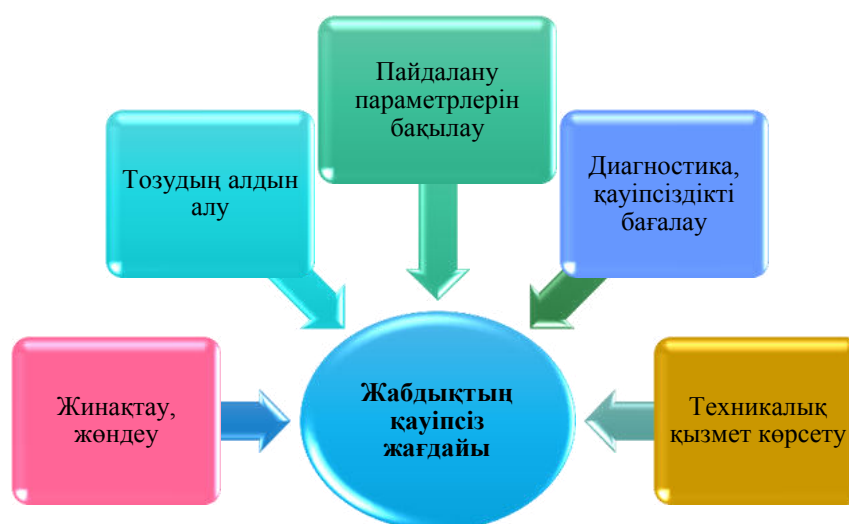 Пайдалану
параметрлерін
бақылау
Тозудың алдын
алу
Диагностика,
қауіпсіздікті
бағалау
Жинақтау,
жөндеу
Жабдықтың
қауіпсіз
жағдайы
Техникалық
қызмет көрсету